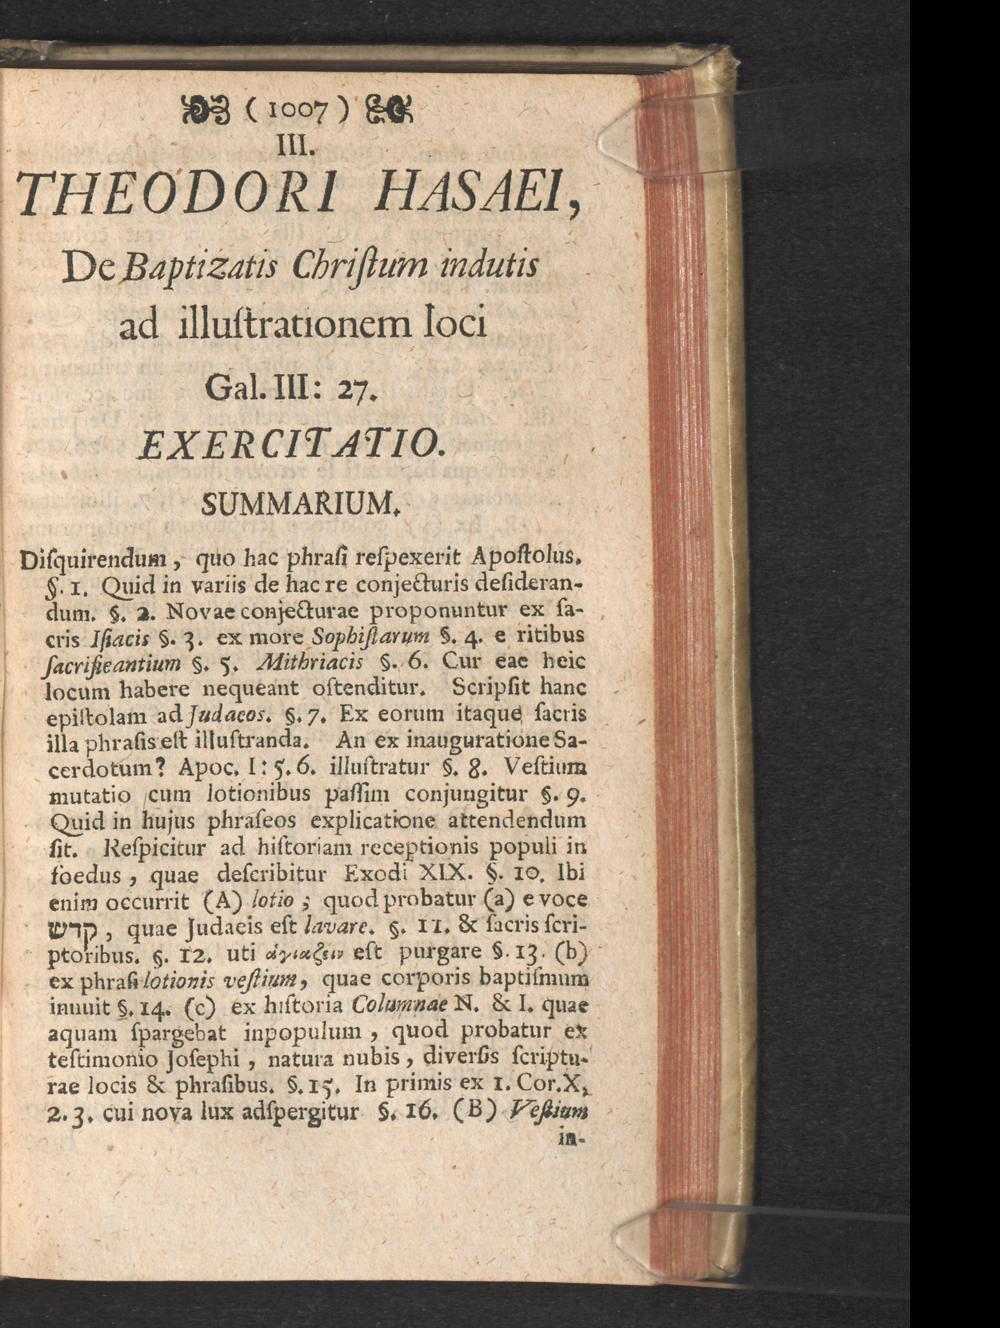 ( 1007 )
III.
THEODORI HASAEI,
De Baptizatis Chriſtum indutis
ad illuſtrationem loci
Gal. III: 27.
EXERCITATIO.
SUMMARIUM.
Diſquirendum, quo hac phraſi reſpexerit Apoſtolus.
§. 1. Quid in variis de hac re conjecturis deſideran-
dum. §. 2. Novae conjecturae proponuntur ex ſa-
cris Iſiacis §. 3. ex more Sophiſtarum §. 4. e ritibus
ſacrificantium §. 5. Mithriacis §. 6. Cur eae heic
locum habere nequeant oſtenditur. Scripſit hanc
epiſtolam ad Judaeos. §. 7. Ex eorum itaque ſacris
illa phraſis eſt illuſtranda. An ex inauguratione Sa-
cerdotum? Apoc. I: 5. 6. illuſtratur §. 8. Veſtium
mutatio cum lotionibus paſſim conjungitur §. 9.
Quid in hujus phraſeos explicatione attendendum
ſit. Reſpicitur ad hiſtoriam receptionis populi in
foedus, quae deſcribitur Exodi XIX. §. 10. Ibi
enim occurrit (A) lotio; quod probatur (a) e voce
קדש, quae Judaeis eſt lavare. §. 11. & ſacris ſcri-
ptoribus. §. 12. uti ἁγιάζειν eſt purgare §. 13. (b)
ex phraſi lotionis veſtium, quae corporis baptiſmum
innuit §. 14. (c) ex hiſtoria Columnae N. & I. quae
aquam ſpargebat inpopulum, quod probatur ex
teſtimonio Joſephi, natura nubis, diverſis ſcriptu-
rae locis & phraſibus. §. 15. In primis ex 1. Cor. X,
2. 3. cui nova lux adſpergitur §. 16. (B) Veſtium
in-